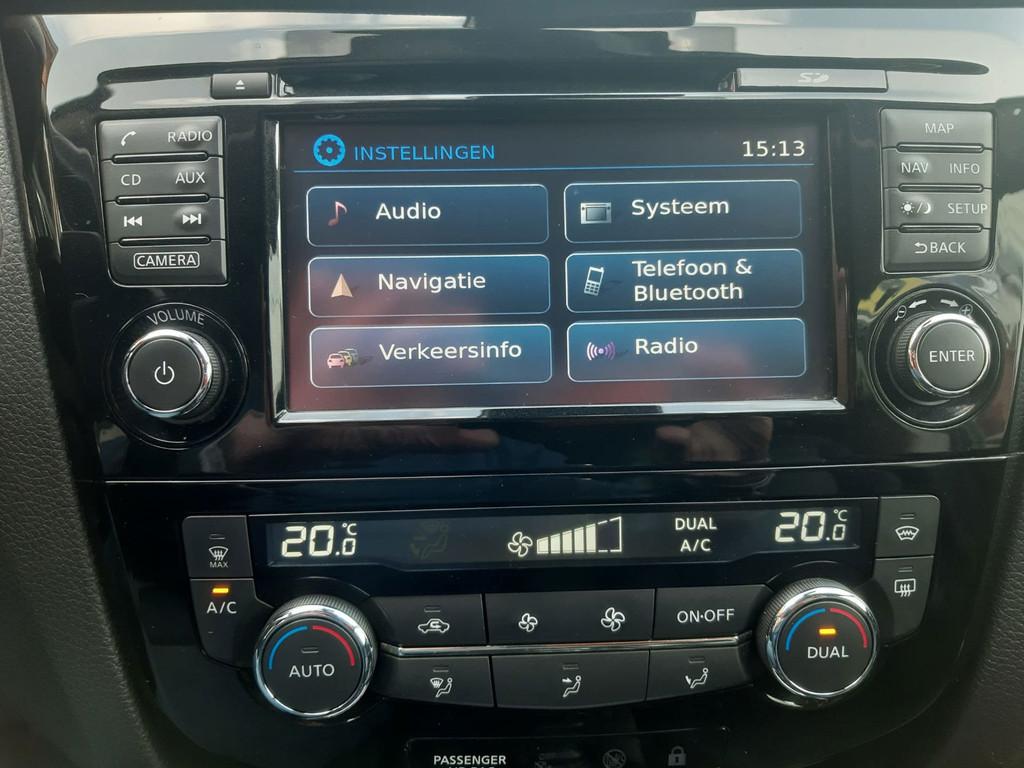 SD
RADIO
CD AUX
CAMERA
VOLUME
INSTELLINGEN 15:13
Audio
Systeem
Navigatie
Telefoon &
Bluetooth
Verkeersinfo
Radio
MAP
NAV INFO
SETUP
BACK
ENTER
MAX
A/C
20.0 °C
DUAL
A/C
20.0 °C
AUTO
ON·OFF
DUAL
PASSENGER